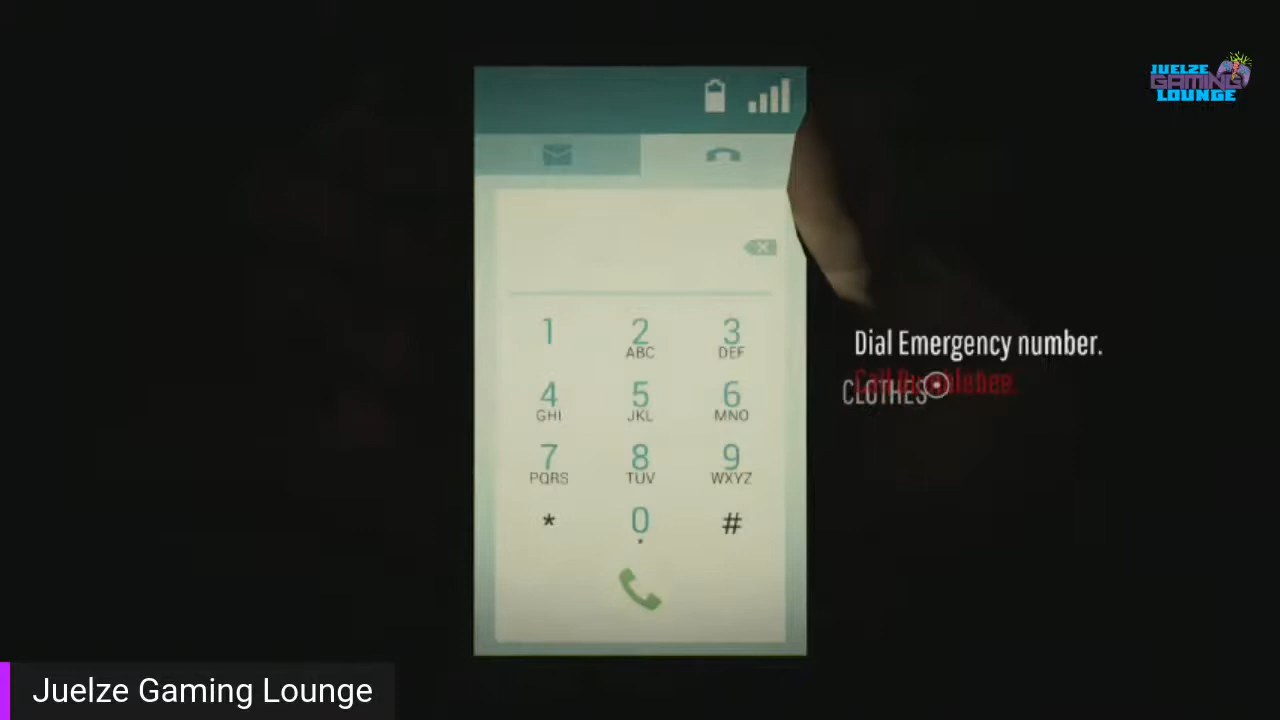 JUELZE
GAMING
LOUNGE
1
2
ABC
3
DEF
4
GHI
5
JKL
6
MNO
7
PQRS
8
TUV
9
WXYZ
*
0
#
Dial Emergency number.
Call
CLOTHES
Juelze Gaming Lounge